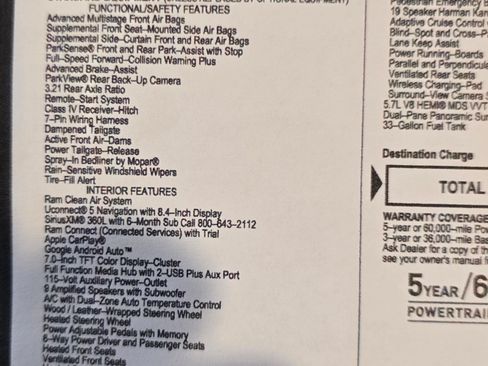 FUNCTIONAL/SAFETY FEATURES
Advanced Multistage Front Air Bags
Supplemental Front Seat–Mounted Side Air Bags
Supplemental Side–Curtain Front and Rear Air Bags
ParkSense® Front and Rear Park–Assist with Stop
Full–Speed Forward–Collision Warning Plus
Advanced Brake–Assist
ParkView® Rear Back–Up Camera
3.21 Rear Axle Ratio
Remote–Start System
Class IV Receiver–Hitch
7–Pin Wiring Harness
Dampened Tailgate
Active Front Air–Dams
Power Tailgate–Release
Spray–In Bedliner by Mopar®
Rain–Sensitive Windshield Wipers
Tire–Fill Alert
INTERIOR FEATURES
Ram Clean Air System
Uconnect® 5 Navigation with 8.4–Inch Display
SiriusXM® 360L with 6–Month Sub Call 800–643–2112
Ram Connect (Connected Services) with Trial
Apple CarPlay®
Google Android Auto™
7.0–Inch TFT Color Display–Cluster
Full Function Media Hub with 2–USB Plus Aux Port
115–Volt Auxiliary Power–Outlet
9 Amplified Speakers with Subwoofer
A/C with Dual–Zone Auto Temperature Control
Wood / Leather–Wrapped Steering Wheel
Heated Steering Wheel
Power Adjustable Pedals with Memory
6–Way Power Driver and Passenger Seats
Heated Front Seats
Ventilated Front Seats
Pedestrian Emergency B
19 Speaker Harman Kar
Adaptive Cruise Control
Blind–Spot and Cross–P
Lane Keep Assist
Power Running–Boards
Parallel and Perpendicula
Ventilated Rear Seats
Wireless Charging–Pad
Surround–View Camera S
5.7L V8 HEMI® MDS VVT
Dual–Pane Panoramic Sur
33–Gallon Fuel Tank
Destination Charge
TOTAL
WARRANTY COVERAGE
5–year or 60,000–mile Pow
3–year or 36,000–mile Bas
Ask Dealer for a copy of th
see your owner's manual f
5YEAR/6
POWERTRAI